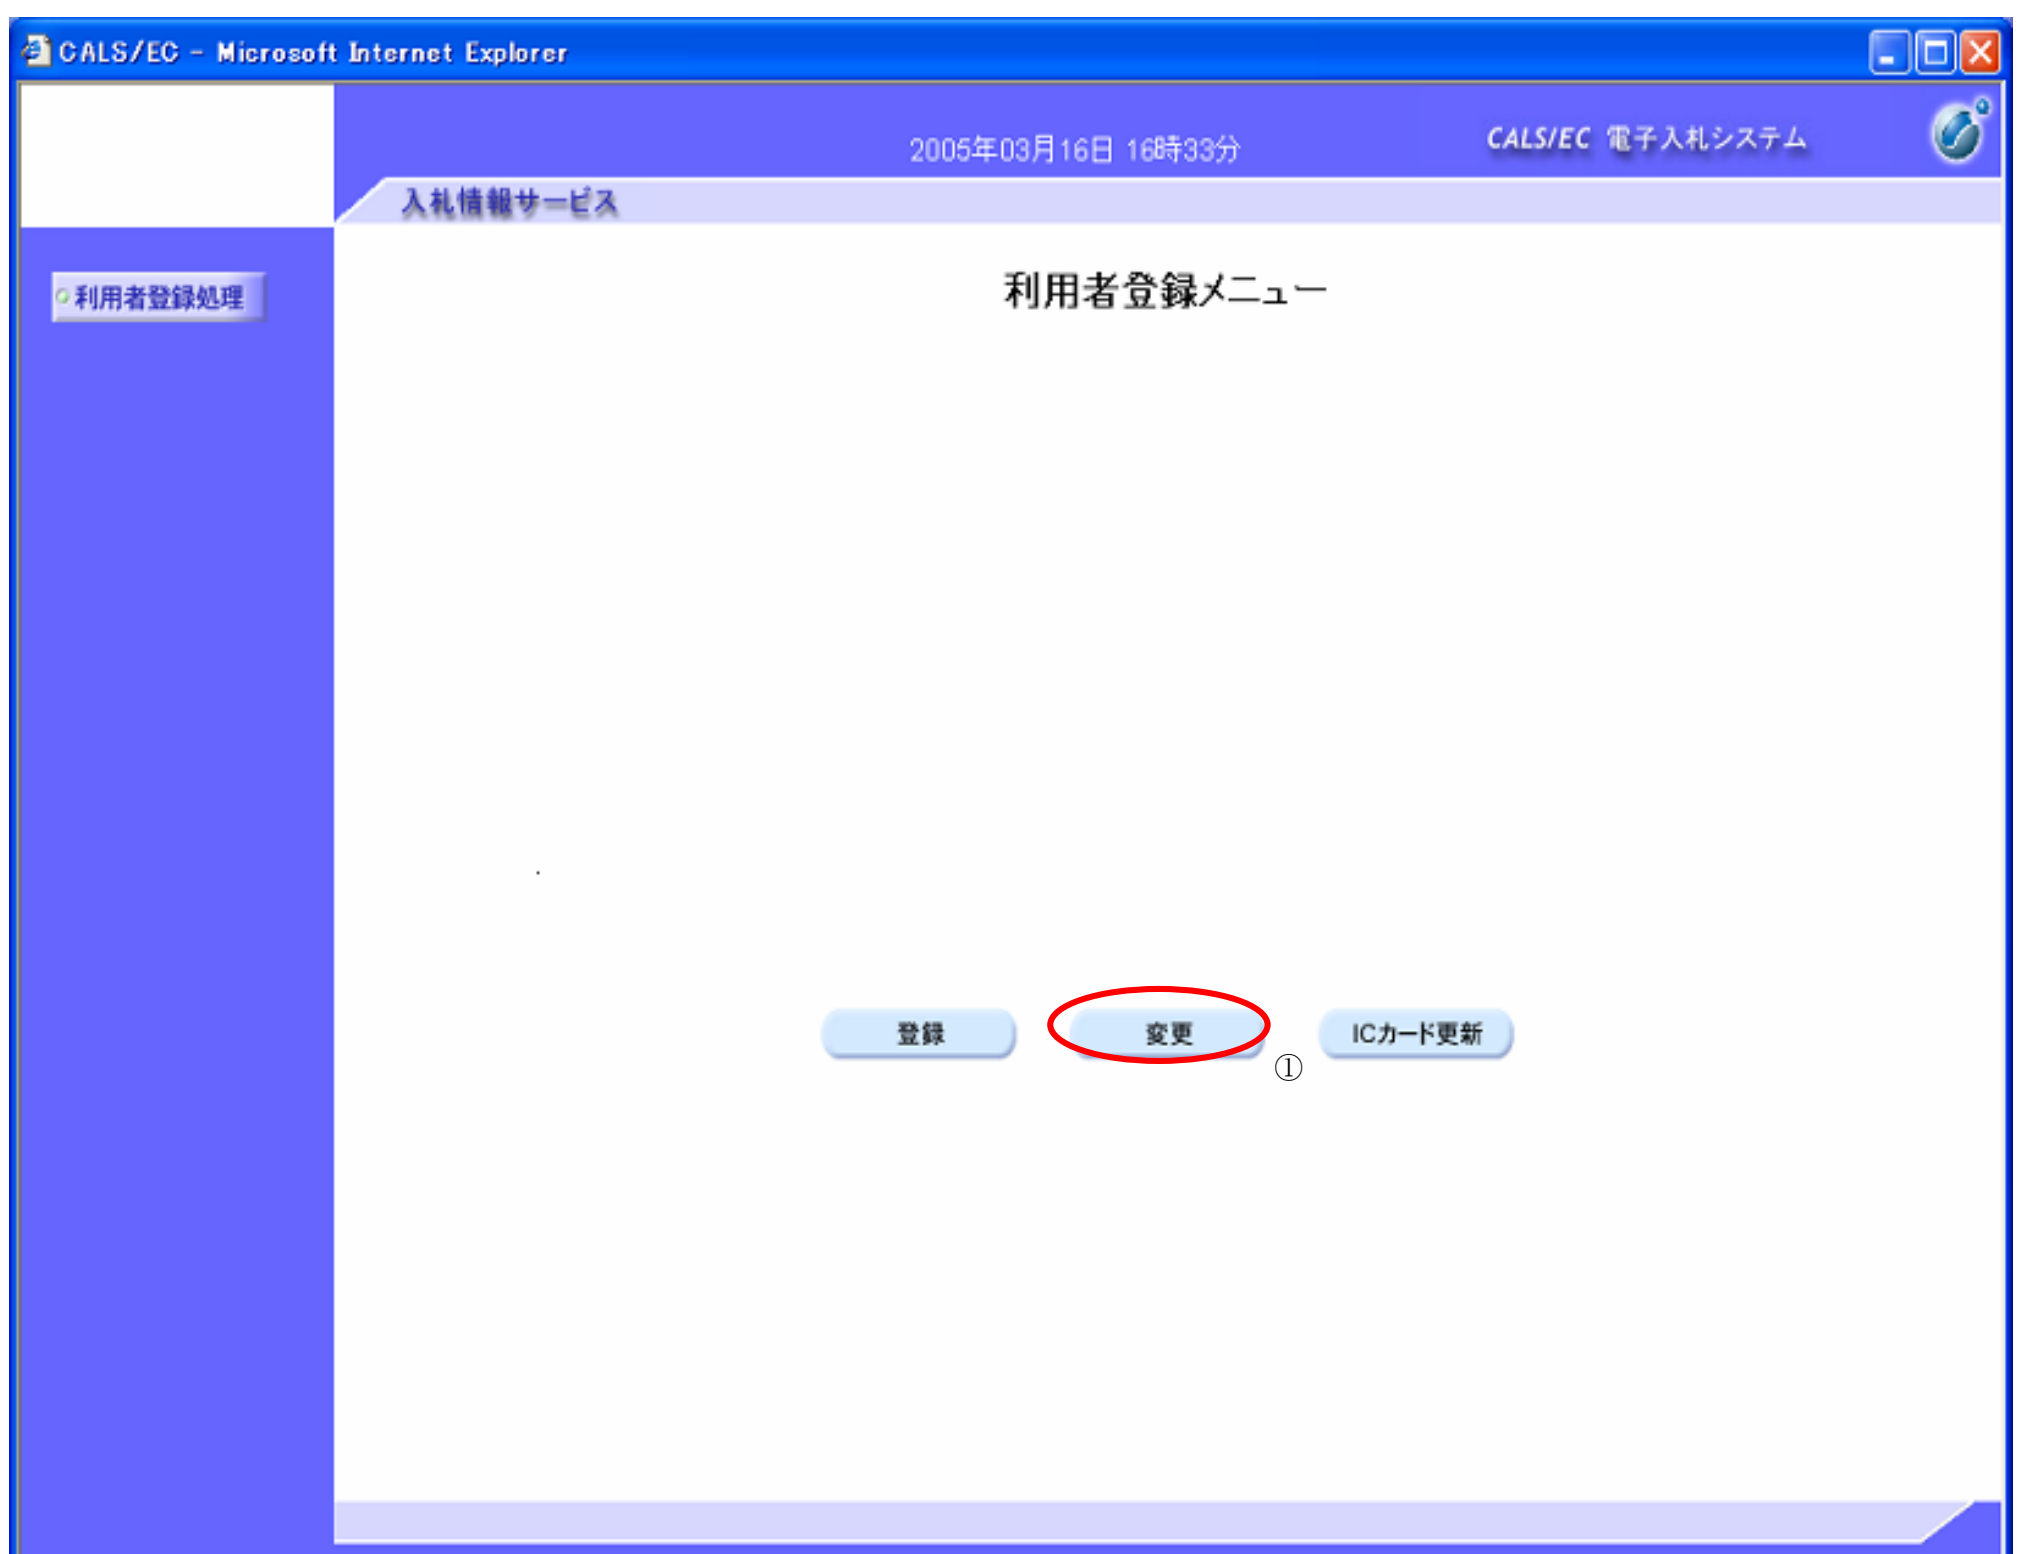 CALS/EC - Microsoft Internet Explorer
2005年03月16日 16時33分
CALS/EC 電子入札システム
入札情報サービス
利用者登録処理
利用者登録メニュー
登録
変更
ICカード更新
①